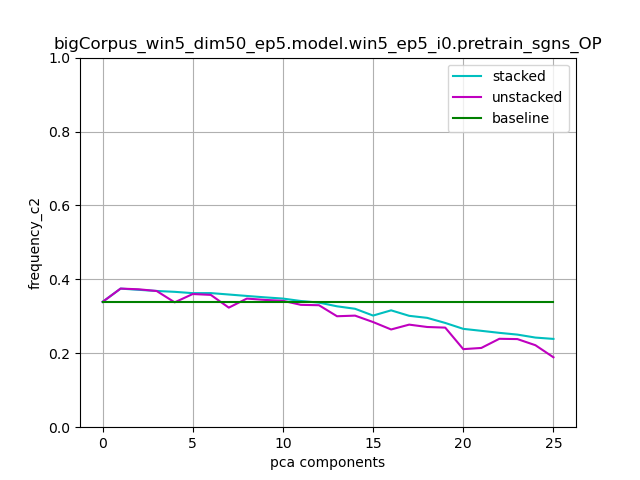 bigCorpus_win5_dim50_ep5.model.win5_ep5_i0.pretrain_sgns_OP
stacked
unstacked
baseline
frequency_c2
1.0
0.8
0.6
0.4
0.2
0.0
0 5 10 15 20 25
pca components